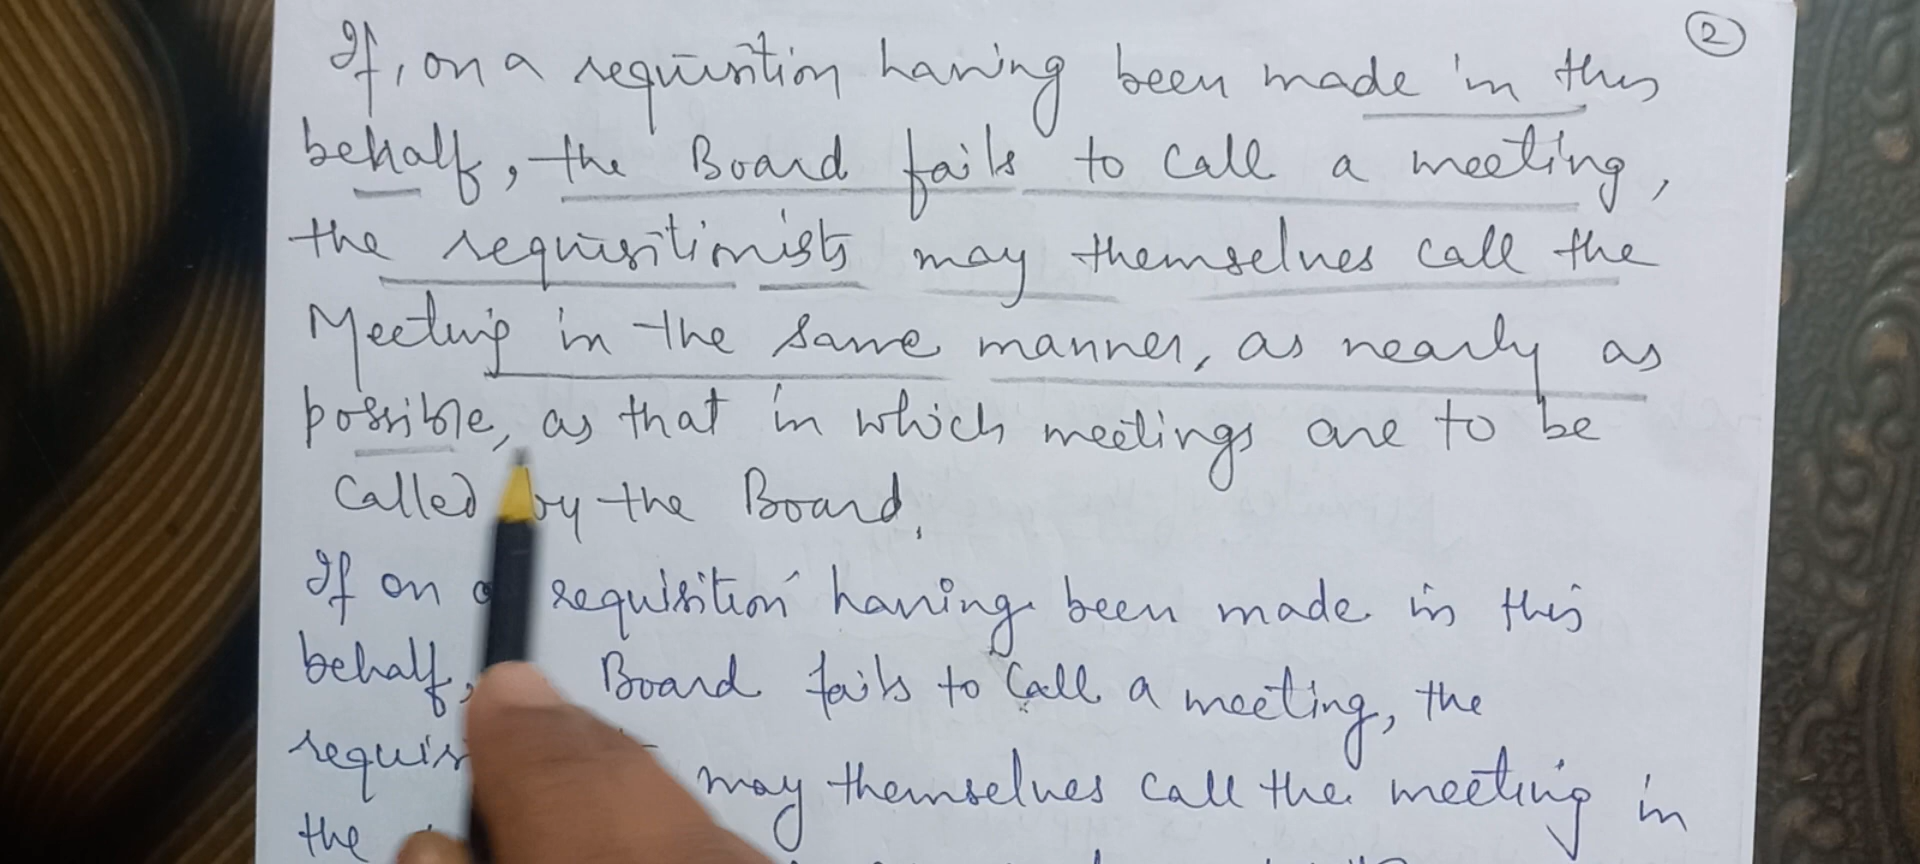 2
If, on a requisition having been made in this
behalf, the Board fails to call a meeting,
the requisitionists may themselves call the
Meeting in the same manner, as nearly as
possible, as that in which meetings are to be
called by the Board.
If on a requisition having been made in this
behalf, Board fails to call a meeting, the
may themselves call the meeting in
the